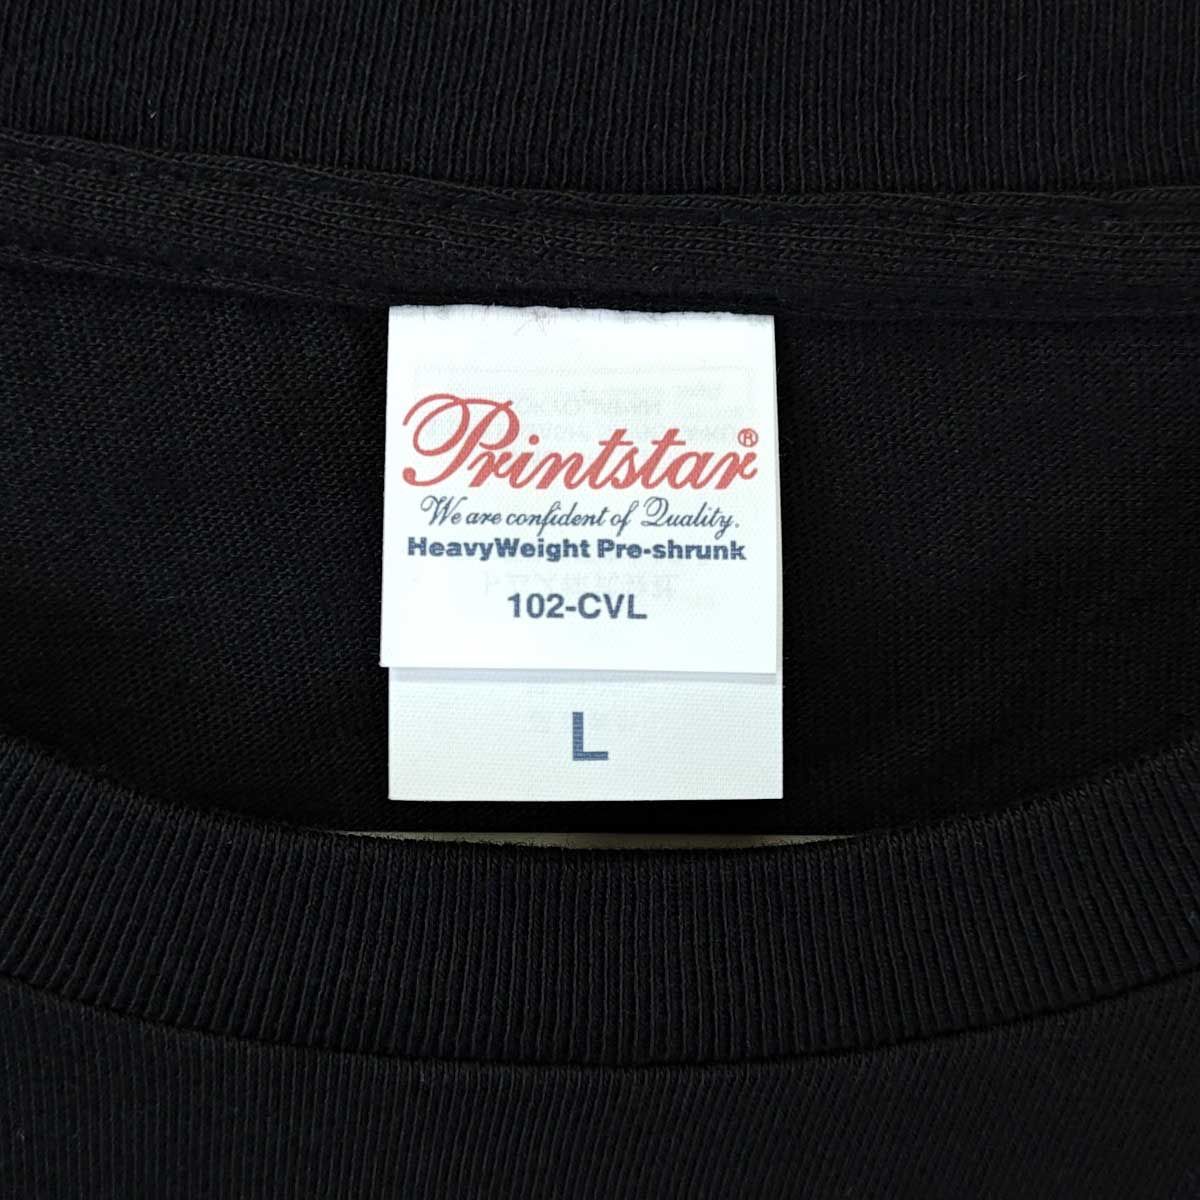 Printstar®
We are confident of Quality.
HeavyWeight Pre-shrunk
102-CVL
L